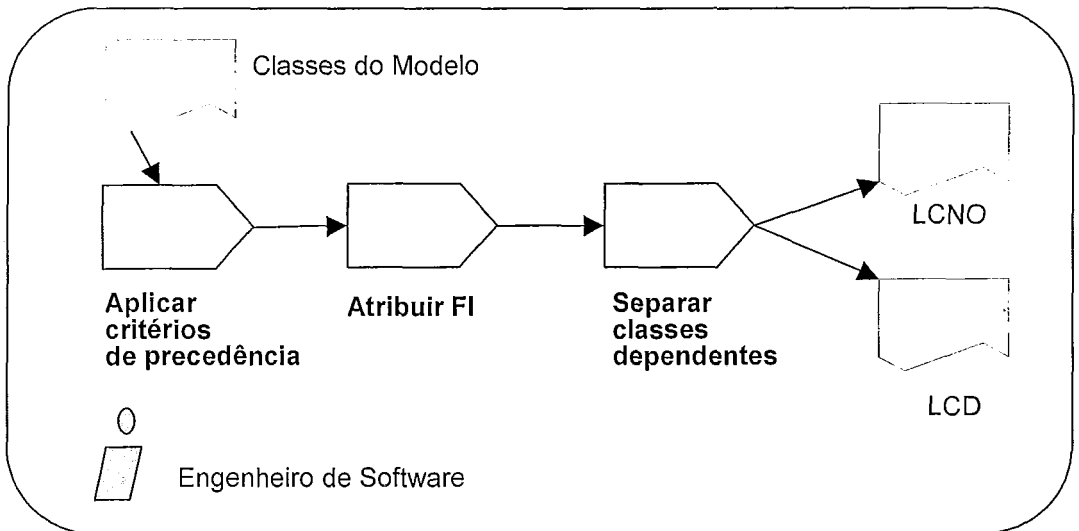 Classes do Modelo
LCNO
Aplicar
critérios
de precedência
Atribuir FI
Separar
classes
dependentes
LCD
Engenheiro de Software